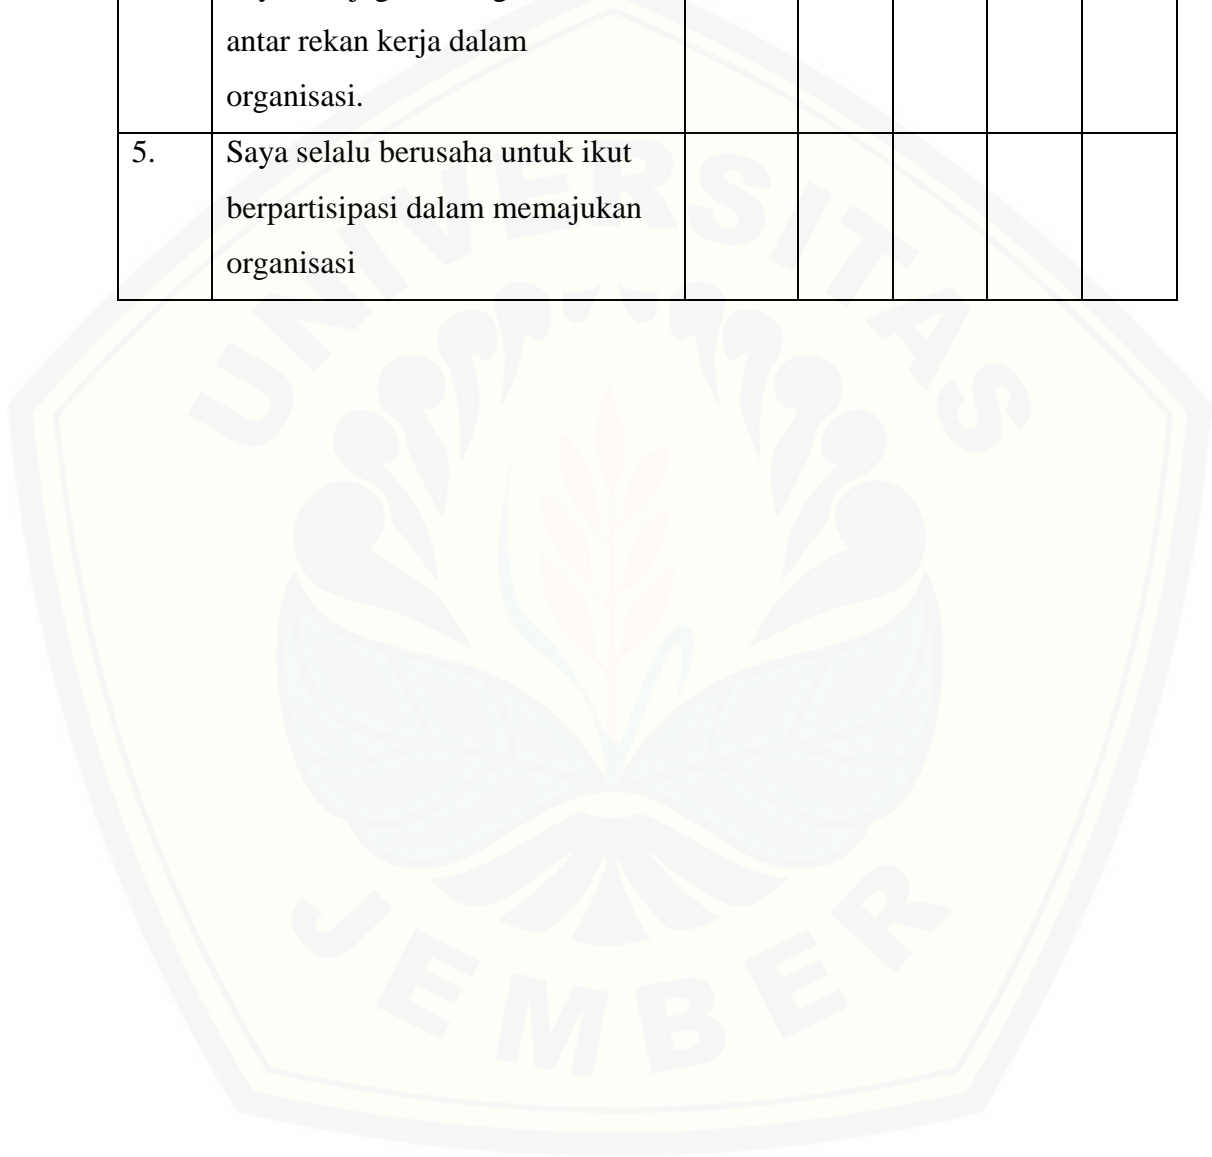 antar rekan kerja dalam
organisasi.
5. Saya selalu berusaha untuk ikut
berpartisipasi dalam memajukan
organisasi
UNIVERSITAS
JEMBER